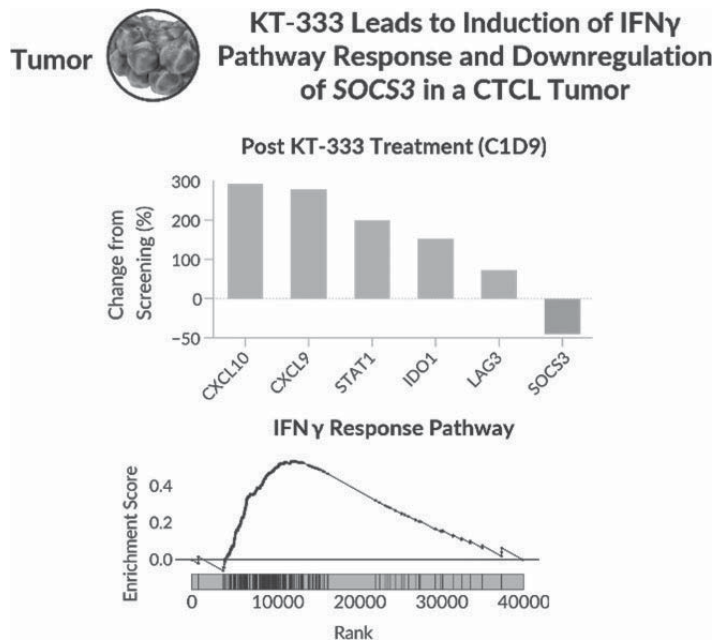 Tumor
KT-333 Leads to Induction of IFNγ
Pathway Response and Downregulation
of SOCS3 in a CTCL Tumor
Post KT-333 Treatment (C1D9)
Change from
Screening (%)
300
200
100
0
−50
CXCL10
CXCL9
STAT1
IDO1
LAG3
SOCS3
IFN γ Response Pathway
Enrichment Score
0.4
0.2
0.0
0 10000 20000 30000 40000
Rank